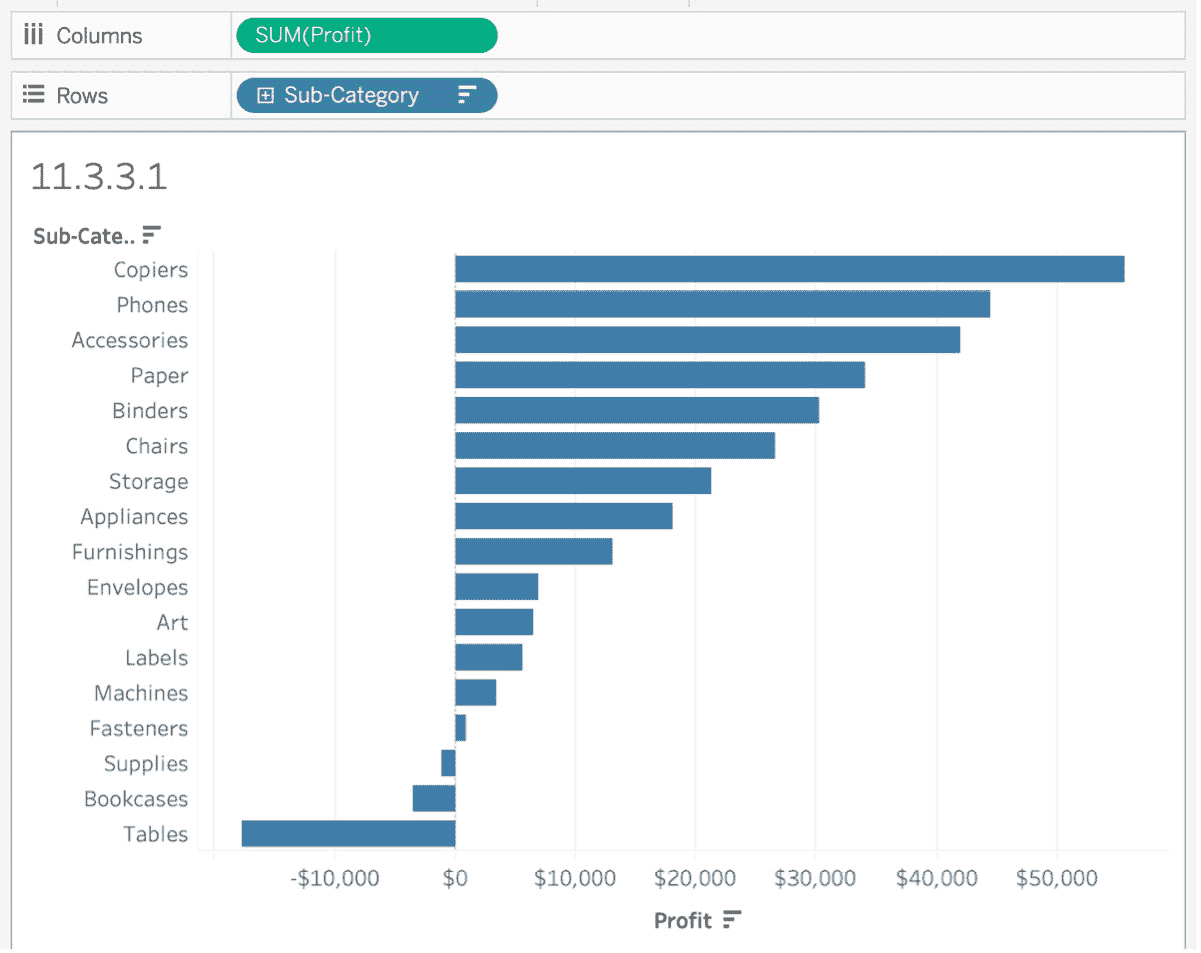 Columns SUM(Profit)
Rows Sub-Category
11.3.3.1
Sub-Cate..
Copiers
Phones
Accessories
Paper
Binders
Chairs
Storage
Appliances
Furnishings
Envelopes
Art
Labels
Machines
Fasteners
Supplies
Bookcases
Tables
-$10,000 $0 $10,000 $20,000 $30,000 $40,000 $50,000
Profit